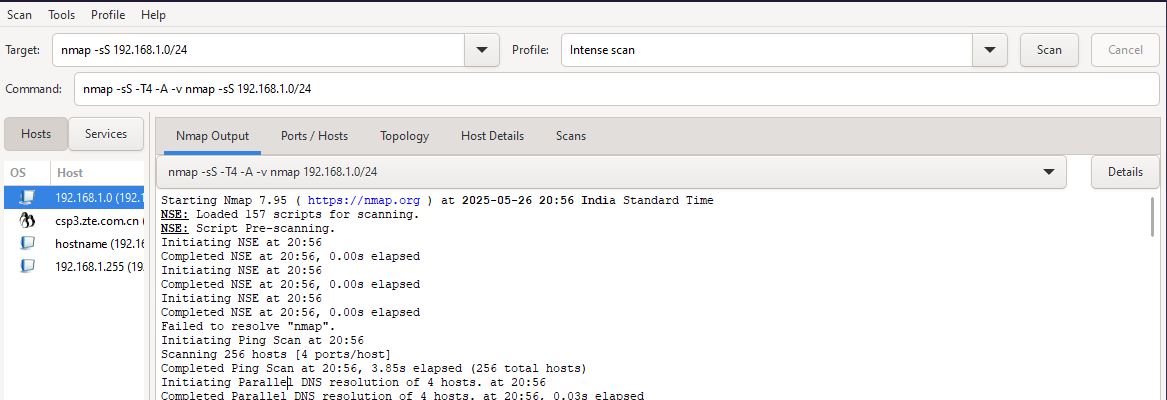 Scan Tools Profile Help
Target: nmap -sS 192.168.1.0/24 Profile: Intense scan Scan Cancel
Command: nmap -sS -T4 -A -v nmap -sS 192.168.1.0/24
Hosts Services
OS Host
192.168.1.0 (192.1
csp3.zte.com.cn (
hostname (192.16
192.168.1.255 (19
Nmap Output Ports / Hosts Topology Host Details Scans
nmap -sS -T4 -A -v nmap 192.168.1.0/24 Details
Starting Nmap 7.95 ( https://nmap.org ) at 2025-05-26 20:56 India Standard Time
NSE: Loaded 157 scripts for scanning.
NSE: Script Pre-scanning.
Initiating NSE at 20:56
Completed NSE at 20:56, 0.00s elapsed
Initiating NSE at 20:56
Completed NSE at 20:56, 0.00s elapsed
Initiating NSE at 20:56
Completed NSE at 20:56, 0.00s elapsed
Failed to resolve "nmap".
Initiating Ping Scan at 20:56
Scanning 256 hosts [4 ports/host]
Completed Ping Scan at 20:56, 3.85s elapsed (256 total hosts)
Initiating Parallel DNS resolution of 4 hosts. at 20:56
Completed Parallel DNS resolution of 4 hosts. at 20:56, 0.03s elapsed